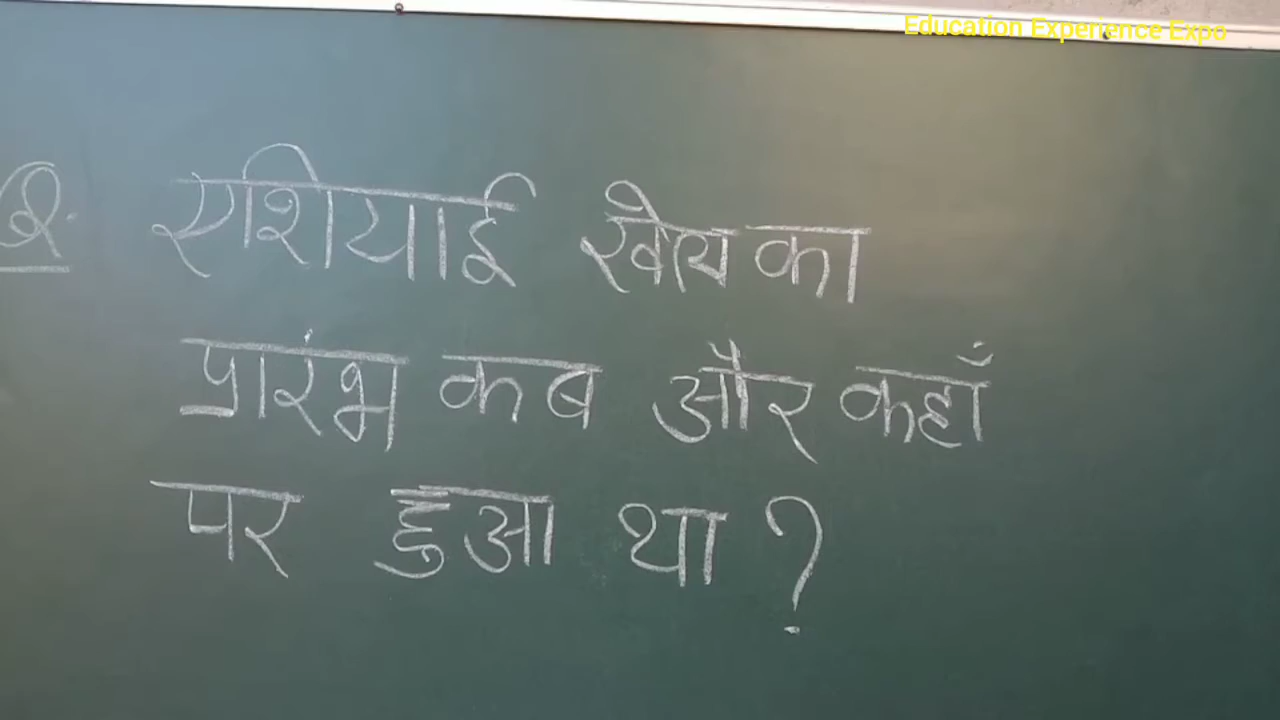 Education Experience Expo
Q. एशियाई खेल का
प्रारंभ कब और कहाँ
पर हुआ था ?